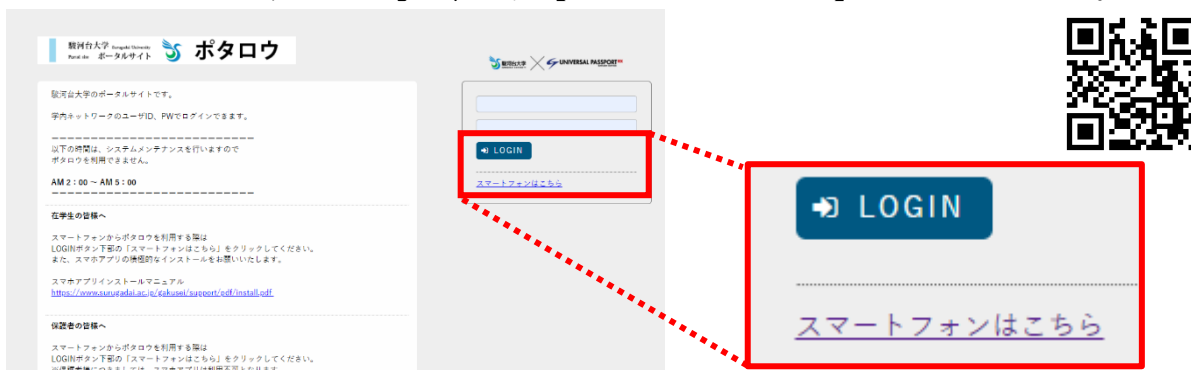 駿河台大学
ポータルサイト
ポタロウ
駿河台大学のポータルサイトです。
学内ネットワークのユーザID、PWでログインできます。
ーーーーーーーーーーーーーーーーーーーーーーーーーー
以下の時間は、システムメンテナンスを行いますので
ポタロウを利用できません。
AM 2:00 ~ AM 5:00
ーーーーーーーーーーーーーーーーーーーーーーーーーー
在学生の皆様へ
スマートフォンからポタロウを利用する際は
LOGINボタン下部の「スマートフォンはこちら」をクリックしてください。
また、スマホアプリの積極的なインストールをお願いいたします。
スマホアプリインストールマニュアル
https://www.surugadai.ac.jp/gakusei/support/pdf/install.pdf
保護者の皆様へ
スマートフォンからポタロウを利用する際は
LOGINボタン下部の「スマートフォンはこちら」をクリックしてください。
駿河台大学
UNIVERSAL PASSPORT
LOGIN
スマートフォンはこちら
LOGIN
スマートフォンはこちら